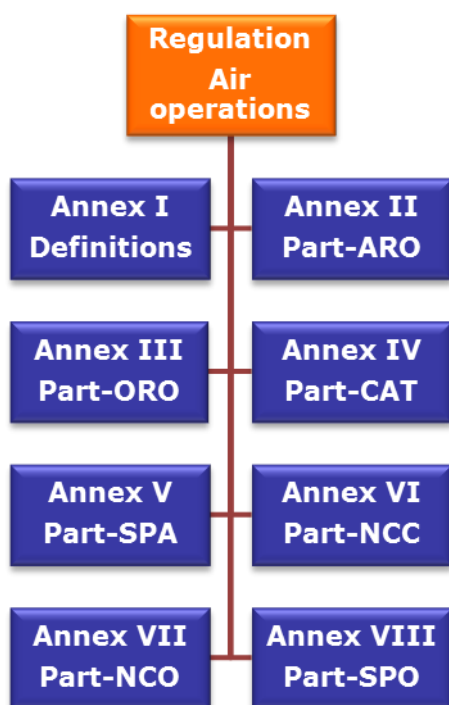 Regulation
Air
operations
Annex I
Definitions
Annex II
Part-ARO
Annex III
Part-ORO
Annex IV
Part-CAT
Annex V
Part-SPA
Annex VI
Part-NCC
Annex VII
Part-NCO
Annex VIII
Part-SPO